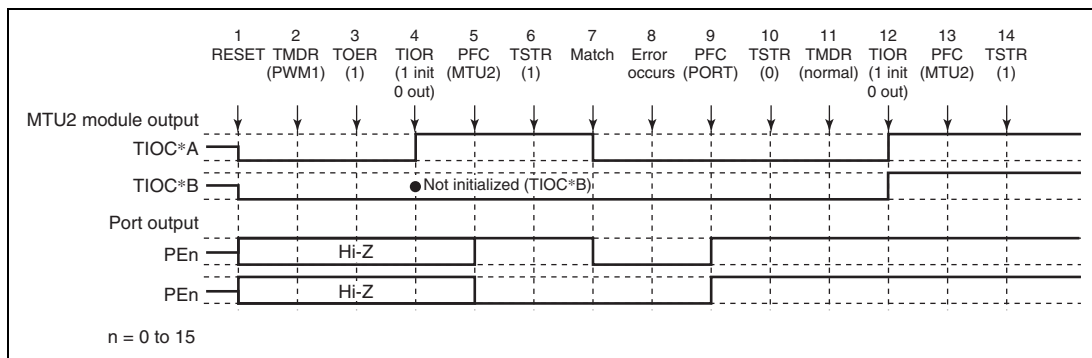 1 2 3 4 5 6 7 8 9 10 11 12 13 14
RESET TMDR TOER TIOR PFC TSTR Match Error PFC TSTR TMDR TIOR PFC TSTR
(PWM1) (1) (1 init (MTU2) (1) occurs (PORT) (0) (normal) (1 init (MTU2) (1)
0 out) 0 out)
MTU2 module output
TIOC*A
TIOC*B
Not initialized (TIOC*B)
Port output
PEn
Hi-Z
PEn
Hi-Z
n = 0 to 15